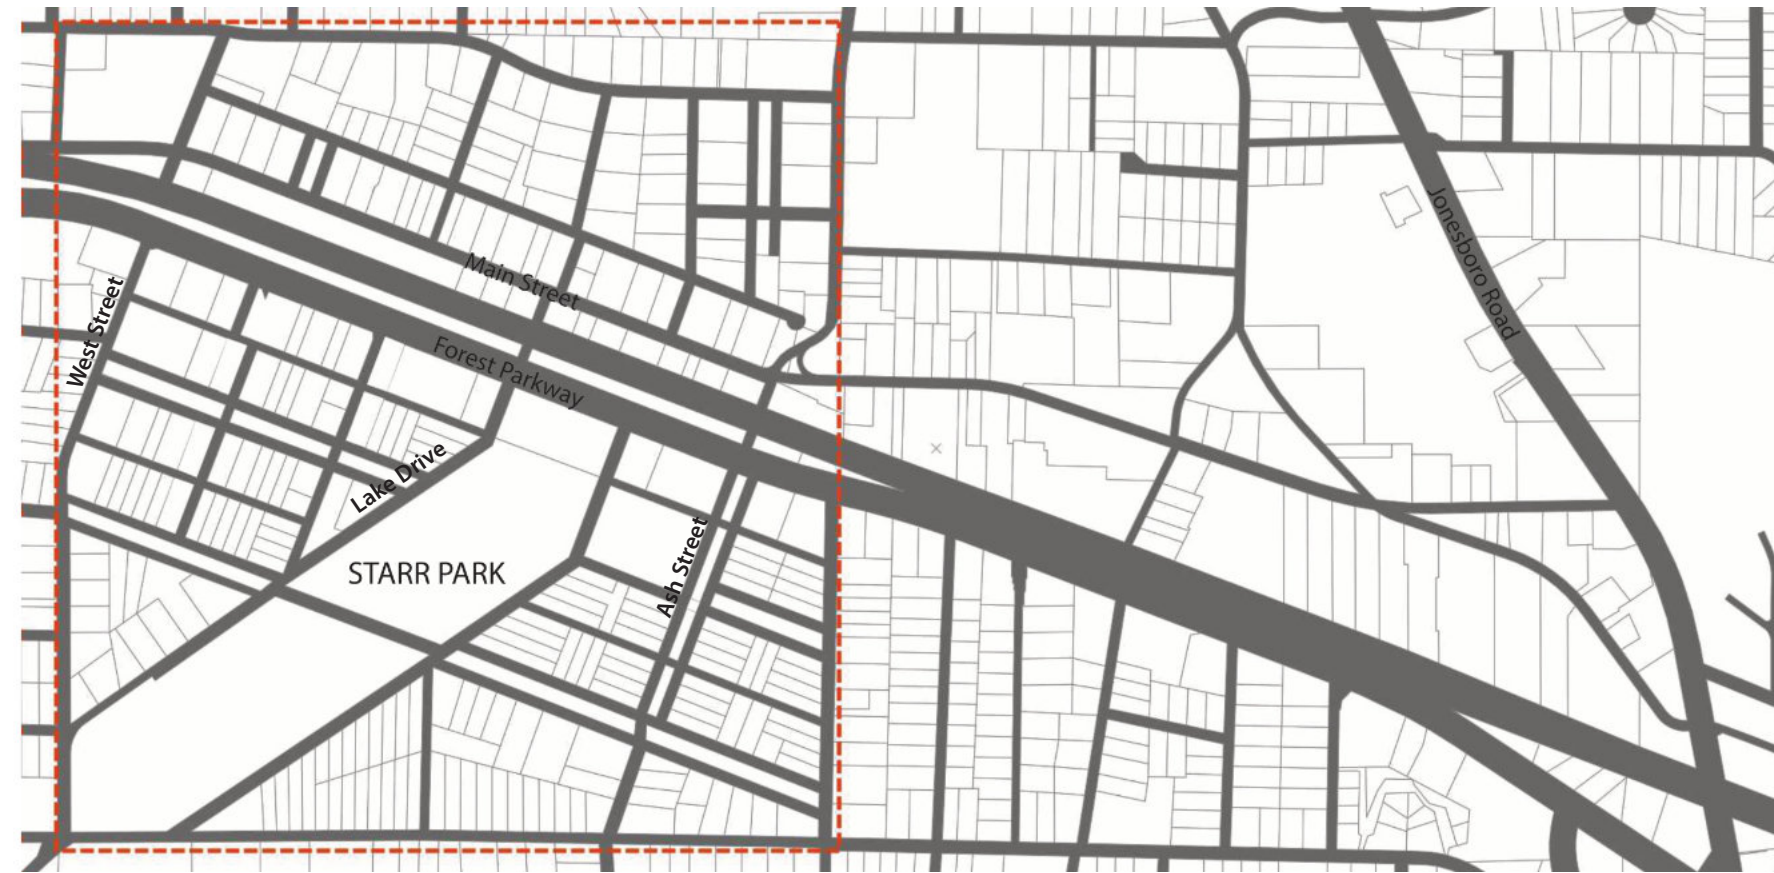 Main Street
Jonesboro Road
West Street
Forest Parkway
Lake Drive
STARR PARK
Ash Street